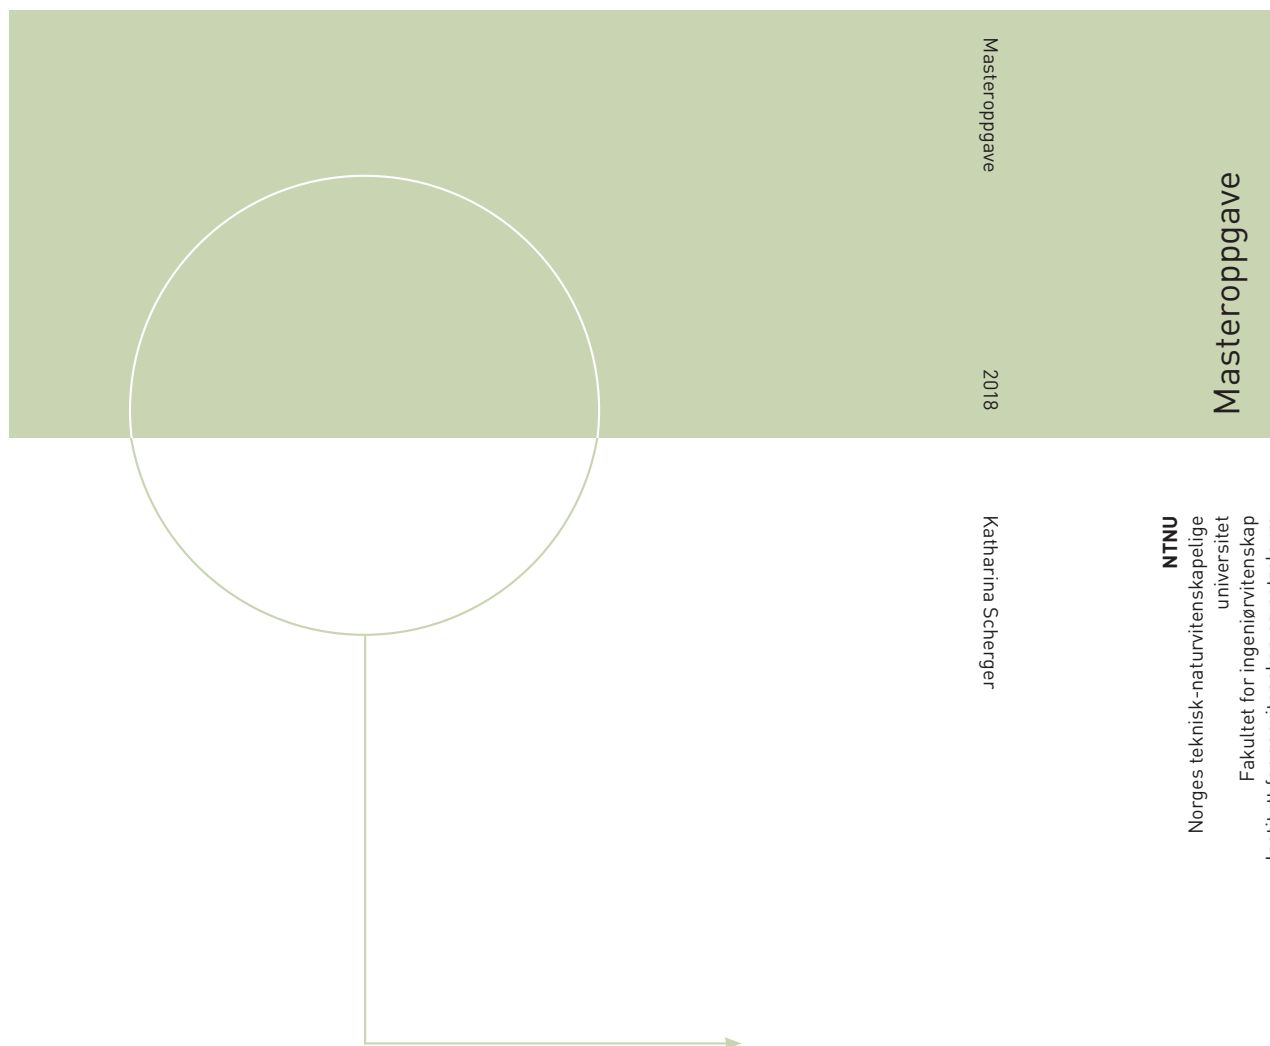 Masteroppgave
2018
Katharina Scherger
Masteroppgave
NTNU
Norges teknisk-naturvitenskapelige
universitet
Fakultet for ingeniørvitenskap